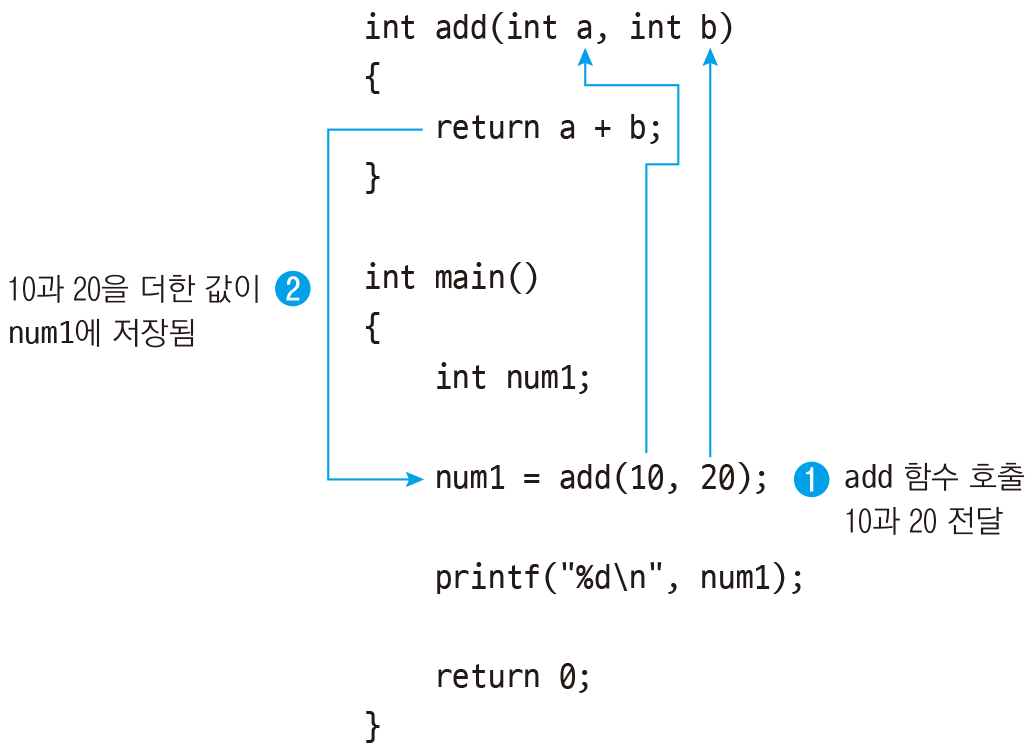 int add(int a, int b)
{
    return a + b;
}
int main()
{
10과 20을 더한 값이 2
num1에 저장됨
    int num1;
    num1 = add(10, 20);
1 add 함수 호출
10과 20 전달
    printf("%d\n", num1);
    return 0;
}